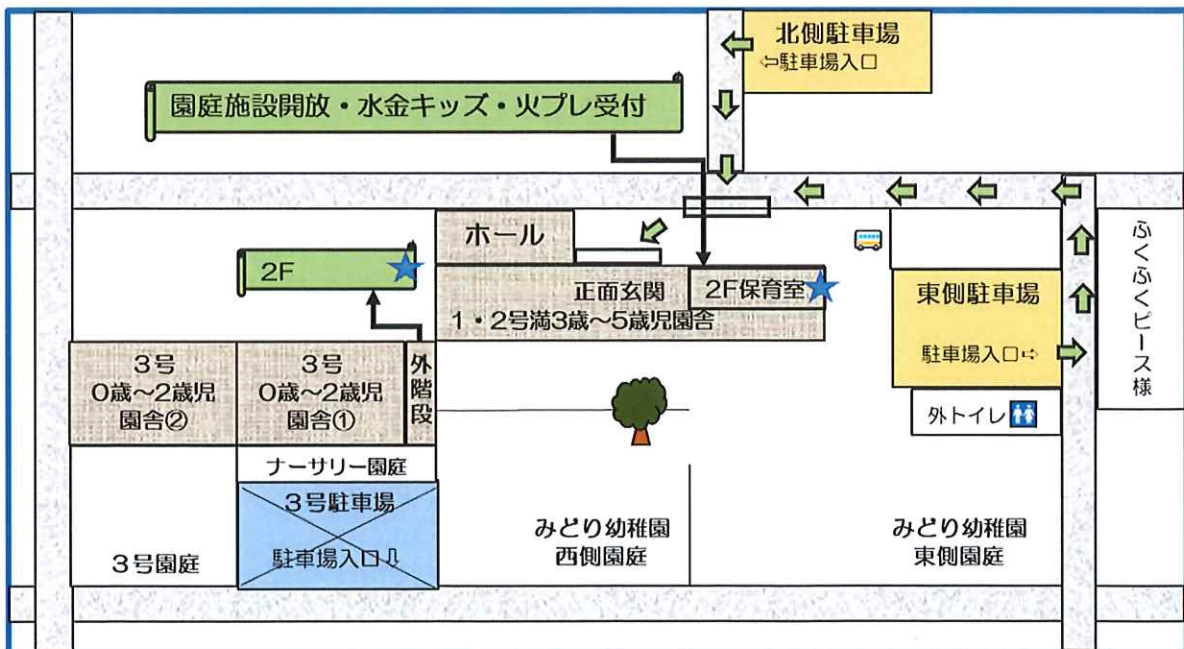 北側駐車場
⇦駐車場入口
園庭施設開放・水金キッズ・火プレ受付
ホール
2F
正面玄関
2F保育室
1・2号満3歳～5歳児園舎
東側駐車場
駐車場入口⇨
ふくふくピース様
3号
0歳～2歳児
園舎②
3号
0歳～2歳児
園舎①
外階段
外トイレ
ナーサリー園庭
3号駐車場
駐車場入口⇩
3号園庭
みどり幼稚園
西側園庭
みどり幼稚園
東側園庭